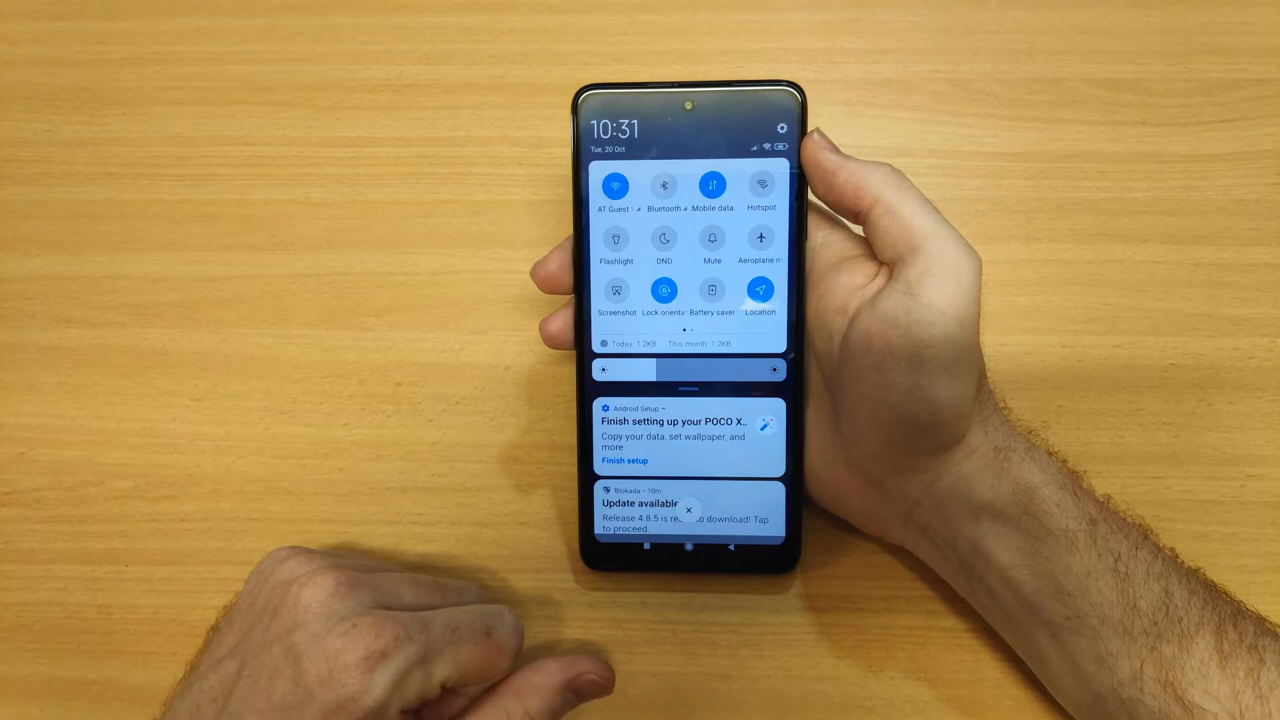 10:31
Tue, 20 Oct
AT Guest Bluetooth Mobile data Hotspot
Flashlight DND Mute Aeroplane m
Screenshot Lock orienta Battery saver Location
Today: 1.2KB This month: 1.2KB
Android Setup
Finish setting up your POCO X..
Copy your data, set wallpaper, and
more
Finish setup
Blokada • 10m
Update available
Release 4.8.5 is to download! Tap
to proceed.